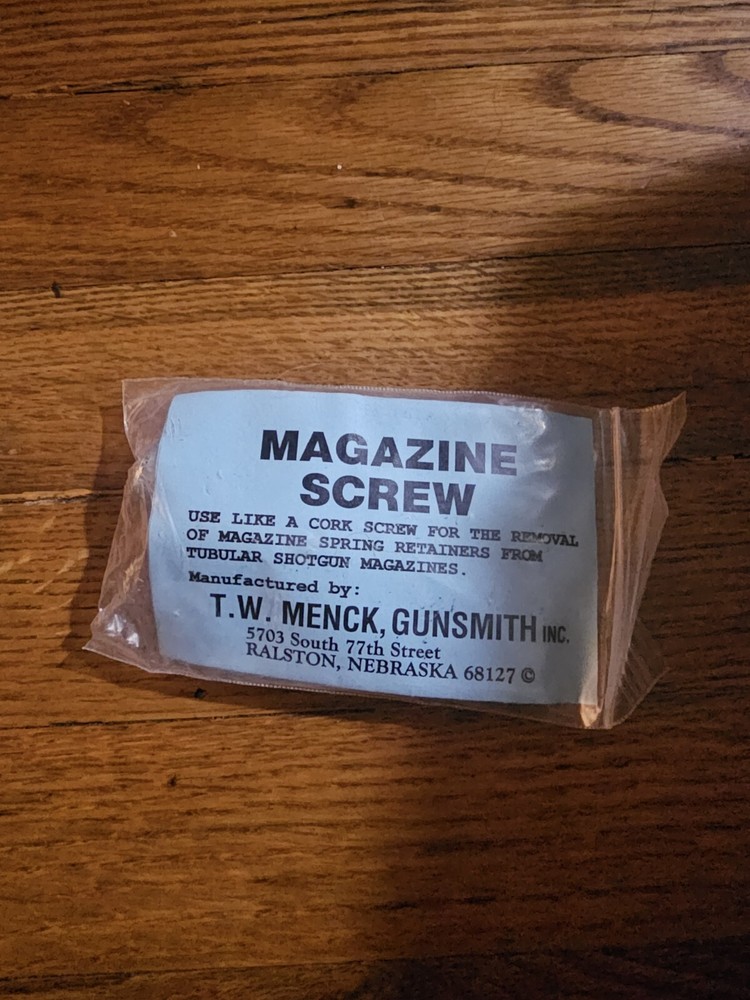 MAGAZINE
SCREW
USE LIKE A CORK SCREW FOR THE REMOVAL
OF MAGAZINE SPRING RETAINERS FROM
TUBULAR SHOTGUN MAGAZINES.
Manufactured by:
T.W. MENCK, GUNSMITH INC.
5703 South 77th Street
RALSTON, NEBRASKA 68127 ©